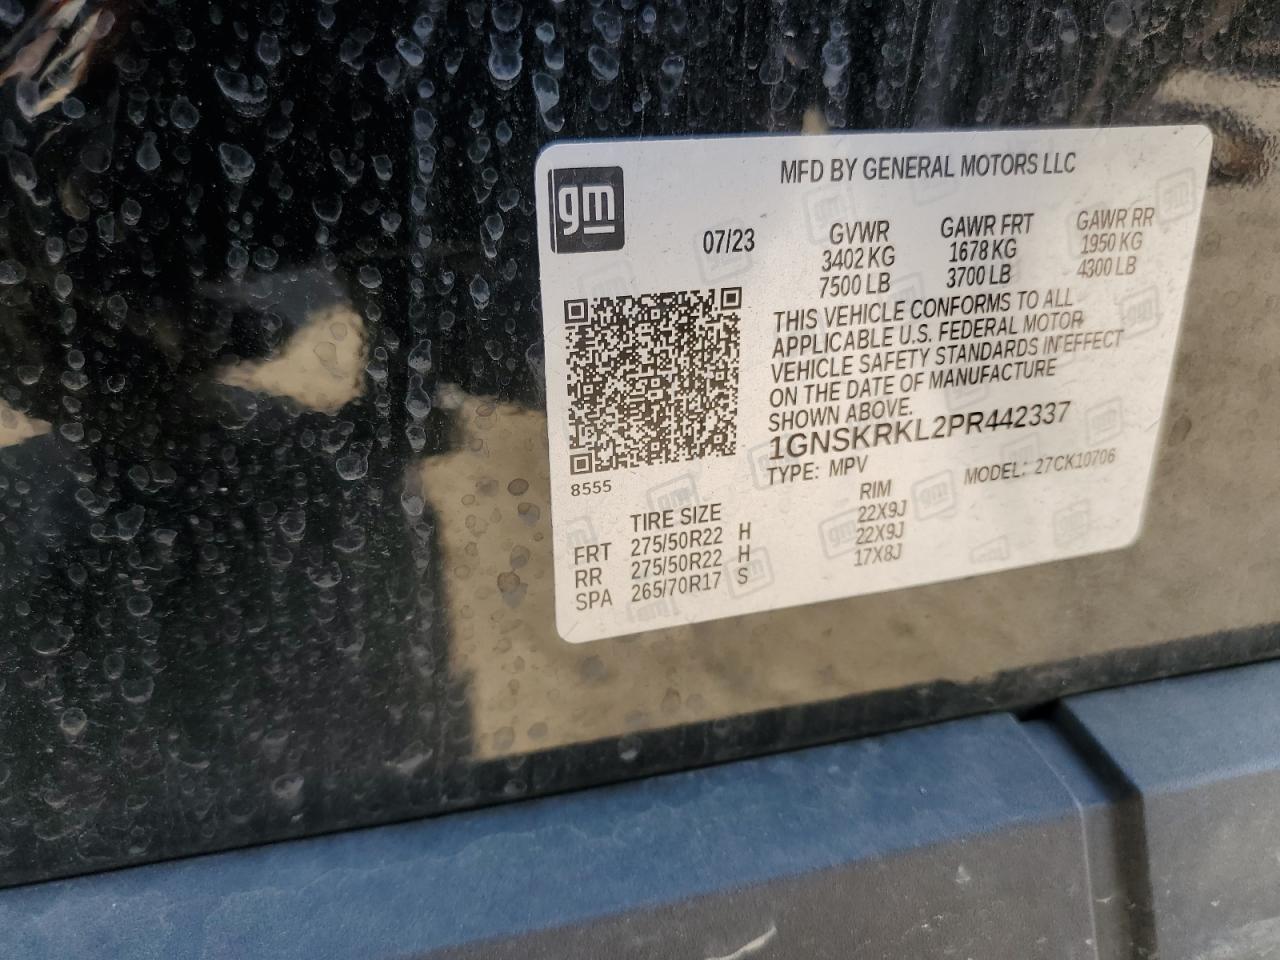 gm
MFD BY GENERAL MOTORS LLC
07/23 GVWR GAWR FRT GAWR RR
3402 KG 1678 KG 1950 KG
7500 LB 3700 LB 4300 LB
THIS VEHICLE CONFORMS TO ALL
APPLICABLE U.S. FEDERAL MOTOR
VEHICLE SAFETY STANDARDS IN EFFECT
ON THE DATE OF MANUFACTURE
SHOWN ABOVE.
1GNSKRKL2PR442337
TYPE: MPV MODEL: 27CK10706
8555
TIRE SIZE RIM
FRT 275/50R22 H 22X9J
RR 275/50R22 H 22X9J
SPA 265/70R17 S 17X8J